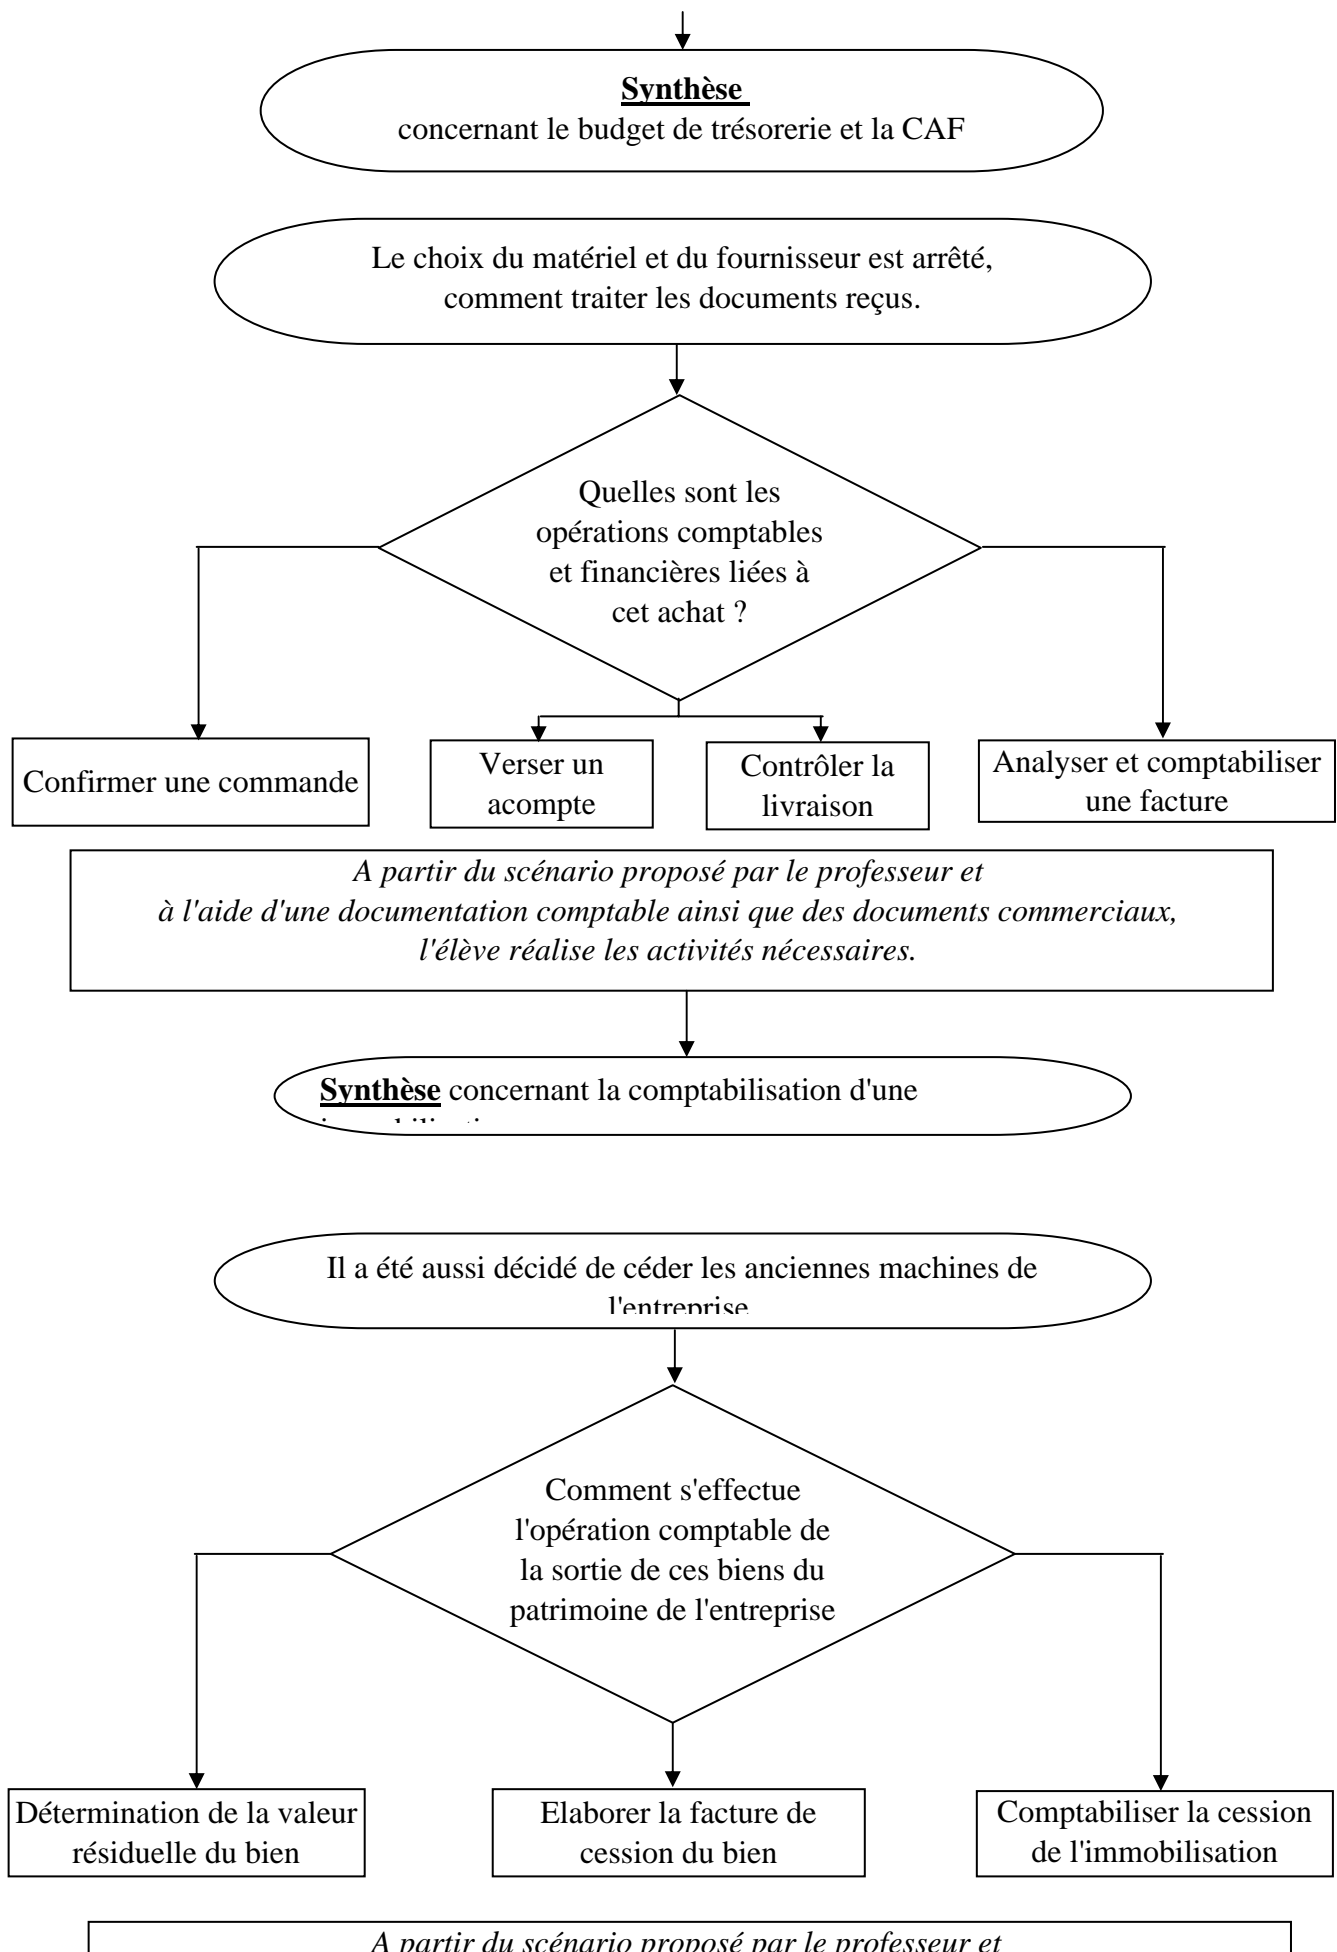 Synthèse
concernant le budget de trésorerie et la CAF
Le choix du matériel et du fournisseur est arrêté,
comment traiter les documents reçus.
Quelles sont les
opérations comptables
et financières liées à
cet achat ?
Confirmer une commande
Verser un
acompte
Contrôler la
livraison
Analyser et comptabiliser
une facture
A partir du scénario proposé par le professeur et
à l'aide d'une documentation comptable ainsi que des documents commerciaux,
l'élève réalise les activités nécessaires.
Synthèse concernant la comptabilisation d'une
Il a été aussi décidé de céder les anciennes machines de
l'entreprise
Comment s'effectue
l'opération comptable de
la sortie de ces biens du
patrimoine de l'entreprise
Détermination de la valeur
résiduelle du bien
Elaborer la facture de
cession du bien
Comptabiliser la cession
de l'immobilisation
A partir du scénario proposé par le professeur et